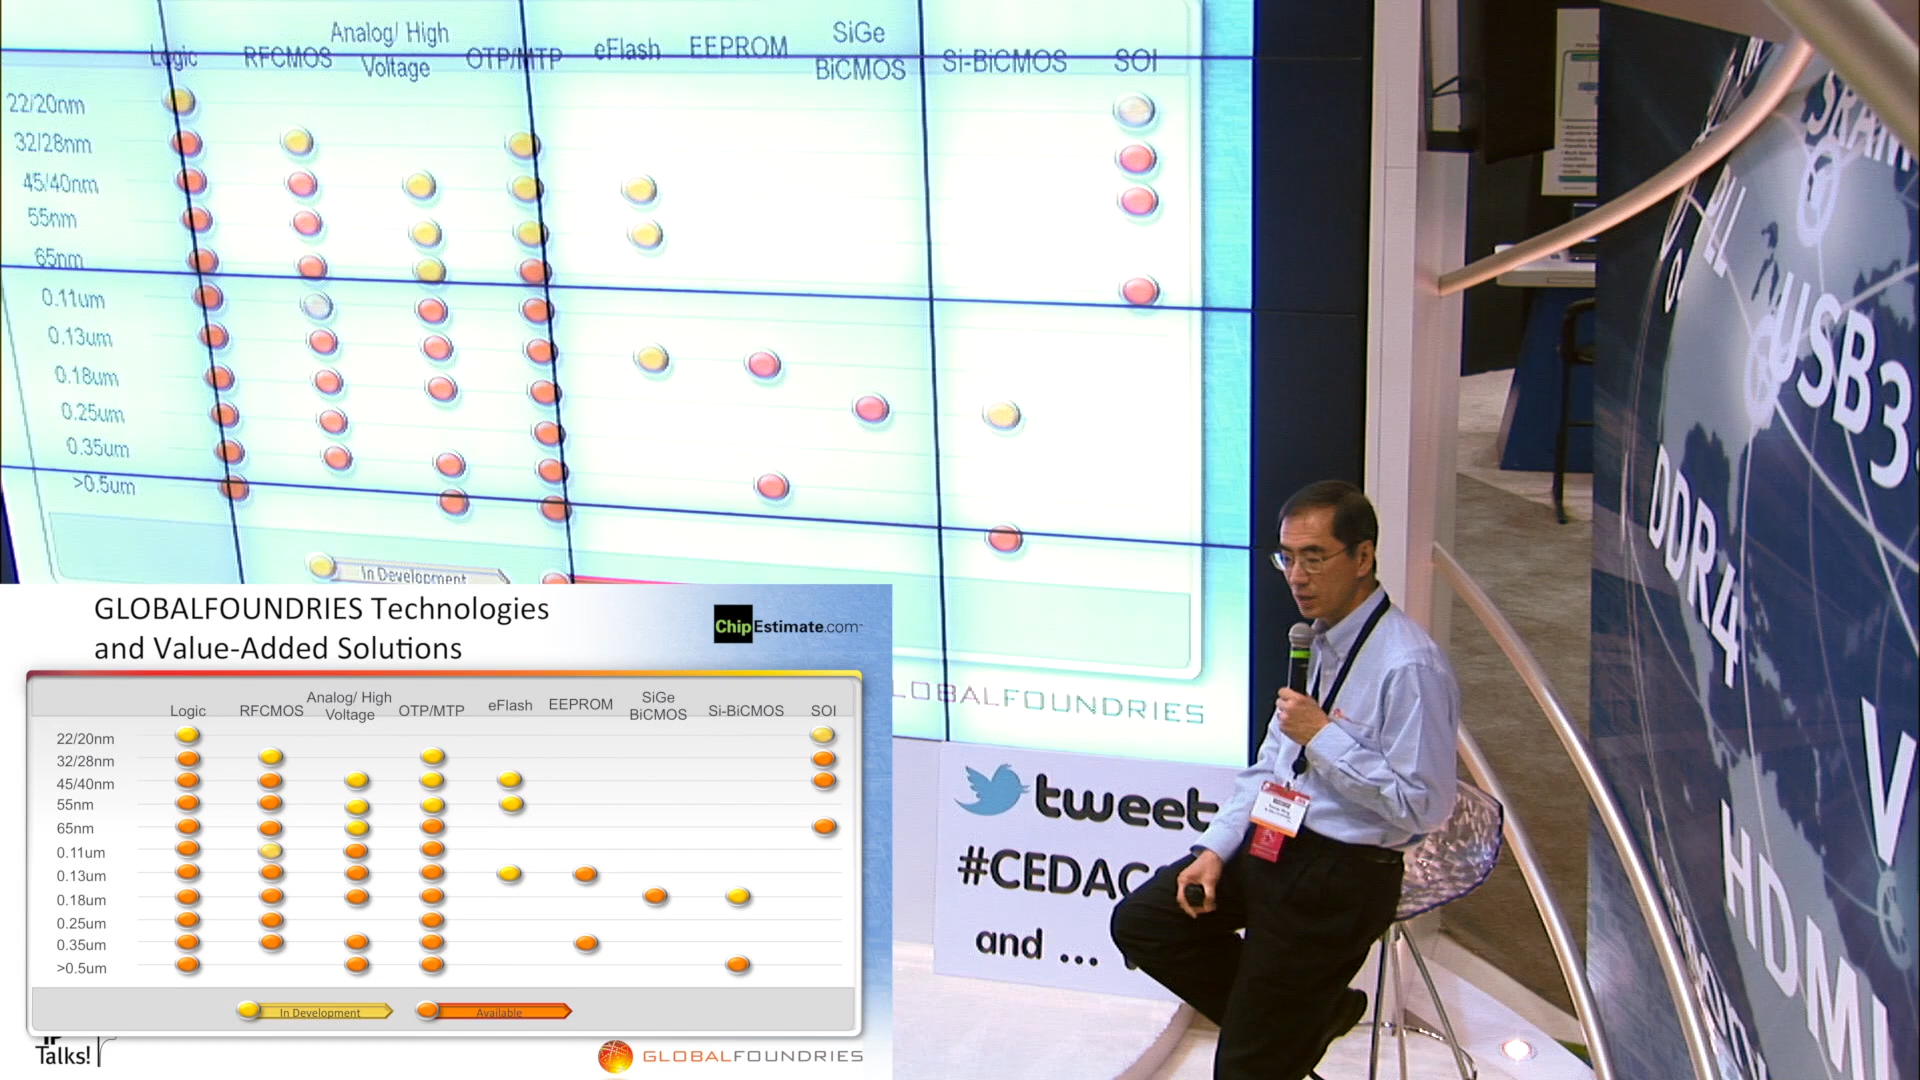 Analog/ High
SiGe
Logic RFCMOS Voltage OTP/MTP eFlash EEPROM BiCMOS Si-BiCMOS SOI
22/20nm
32/28nm
45/40nm
55nm
65nm
0.11um
0.13um
0.18um
0.25um
0.35um
>0.5um
In Development
LOBALFOUNDRIES
GLOBALFOUNDRIES Technologies
and Value-Added Solutions
ChipEstimate.com
Analog/ High
SiGe
Logic RFCMOS Voltage OTP/MTP eFlash EEPROM BiCMOS Si-BiCMOS SOI
22/20nm
32/28nm
45/40nm
55nm
65nm
0.11um
0.13um
0.18um
0.25um
0.35um
>0.5um
In Development Available
Talks!
GLOBALFOUNDRIES
tweet
#CEDAC
and ...
SRAM
PLL
USB3.
DDR4
V
HDMI